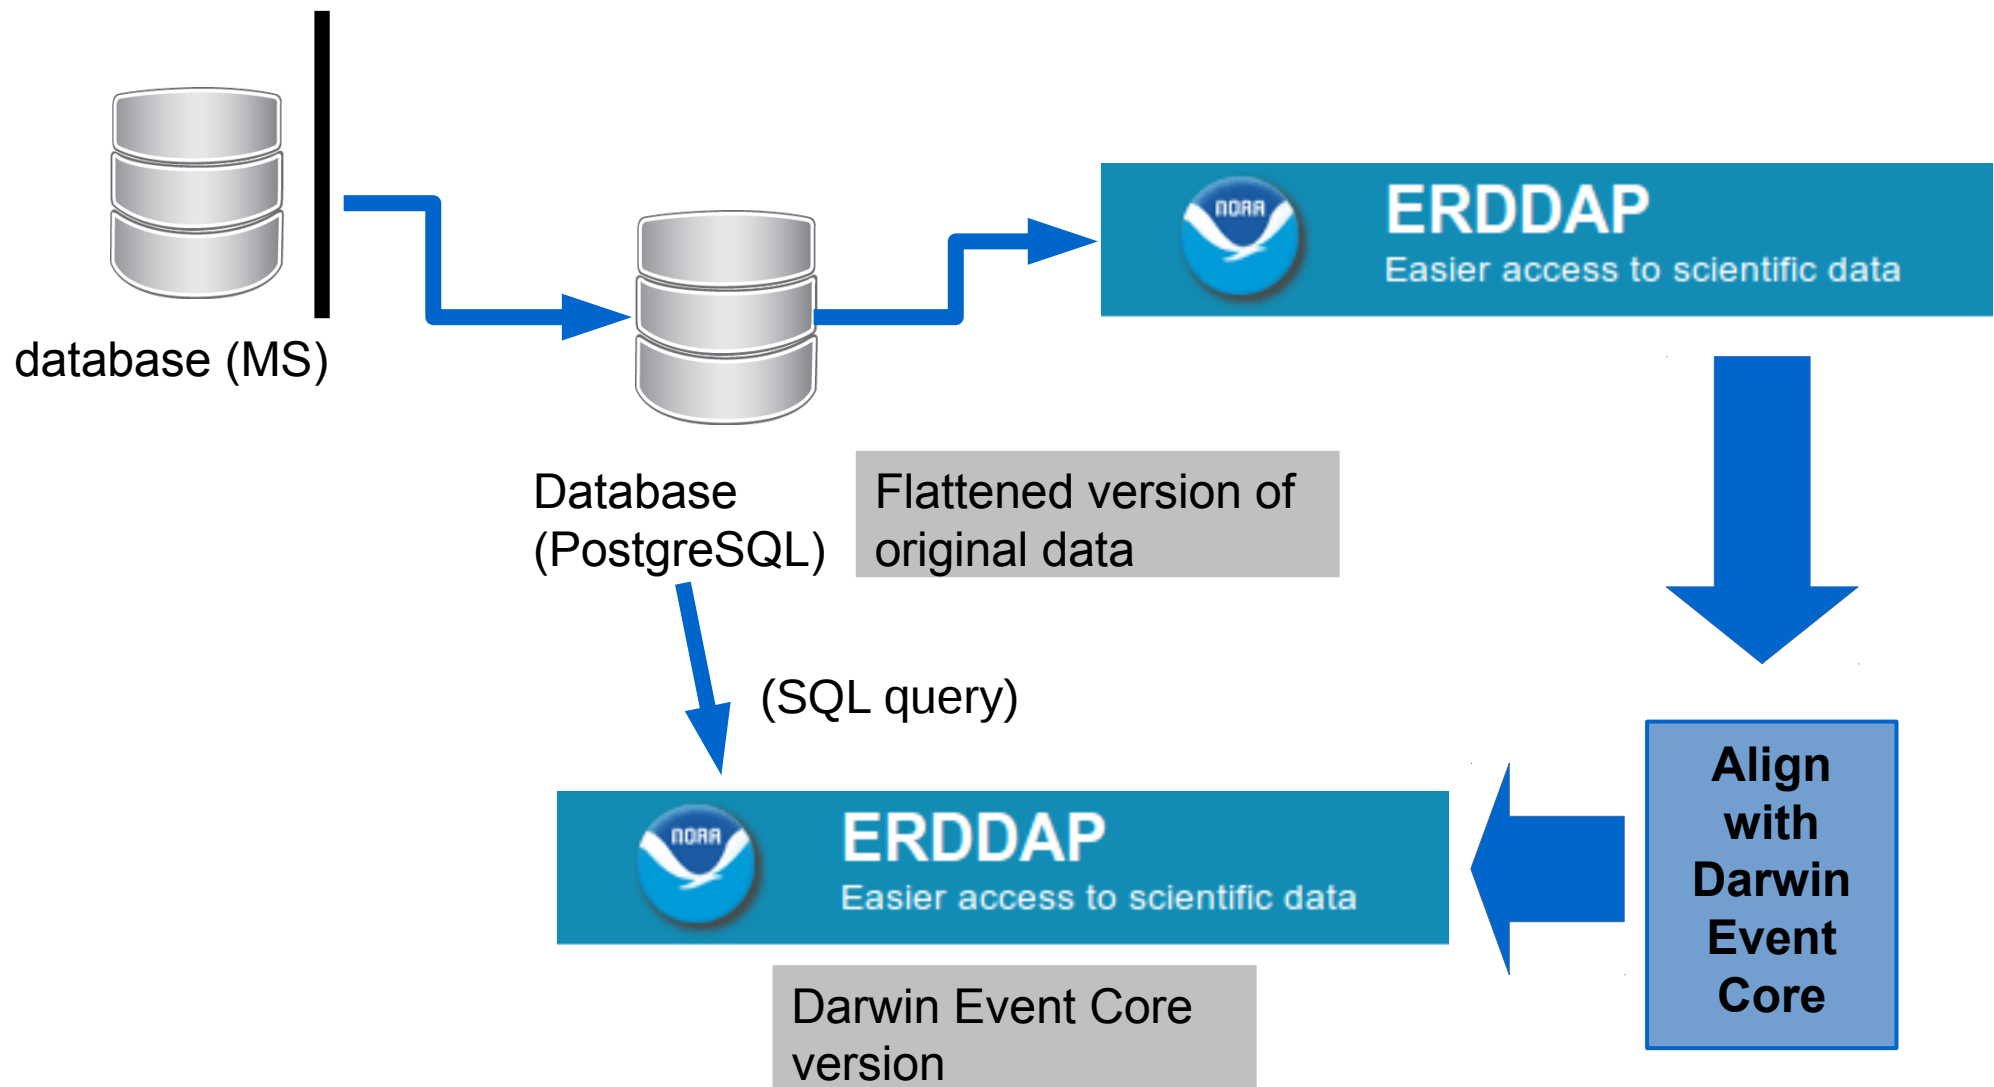 database (MS)
NOAA
ERDDAP
Easier access to scientific data
Database
(PostgreSQL)
Flattened version of
original data
(SQL query)
NOAA
ERDDAP
Easier access to scientific data
Align
with
Darwin
Event
Core
Darwin Event Core
version